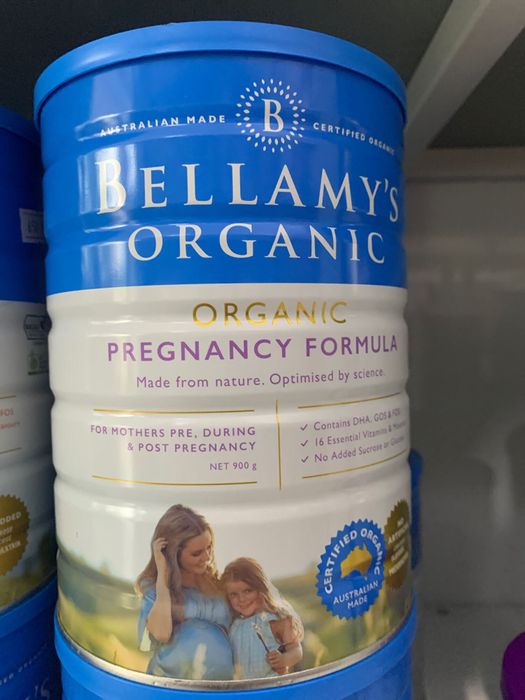 AUSTRALIAN MADE B CERTIFIED ORGANIC
BELLAMY'S
ORGANIC
ORGANIC
PREGNANCY FORMULA
Made from nature. Optimised by science.
FOR MOTHERS PRE, DURING
& POST PREGNANCY
NET 900 g
✓ Contains DHA, GOS & FOS
✓ 16 Essential Vitamins &
✓ No Added Sucrose or
CERTIFIED ORGANIC
AUSTRALIAN
MADE